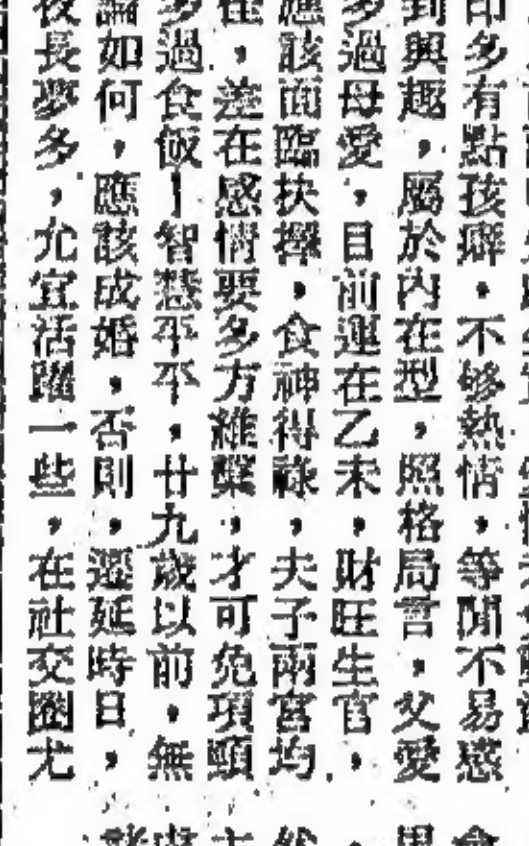 印多有點孩癖,不够熱情,等閒不易感
到興趣,屬於內在型,照格局言,父愛
多過母愛,目前運在乙未,財旺生官,
應該面臨抉擇,食神得祿,夫子兩宮均
佳,差在感情要多方維繫,才可免項頸
多過食飯—智慧平平,廿九歲以前,無
論如何,應該成婚,否則,遷延時日,
夜長夢多,尤宜活躍一些,在社交圈尤